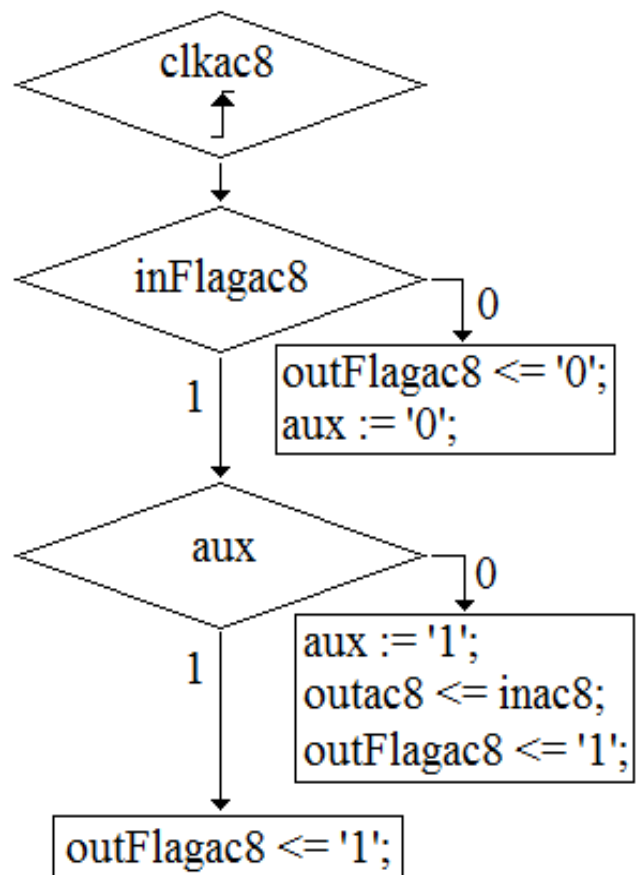 clkac8
inFlagac8
0
outFlagac8 <= '0';
aux := '0';
1
aux
0
aux := '1';
outac8 <= inac8;
outFlagac8 <= '1';
1
outFlagac8 <= '1';